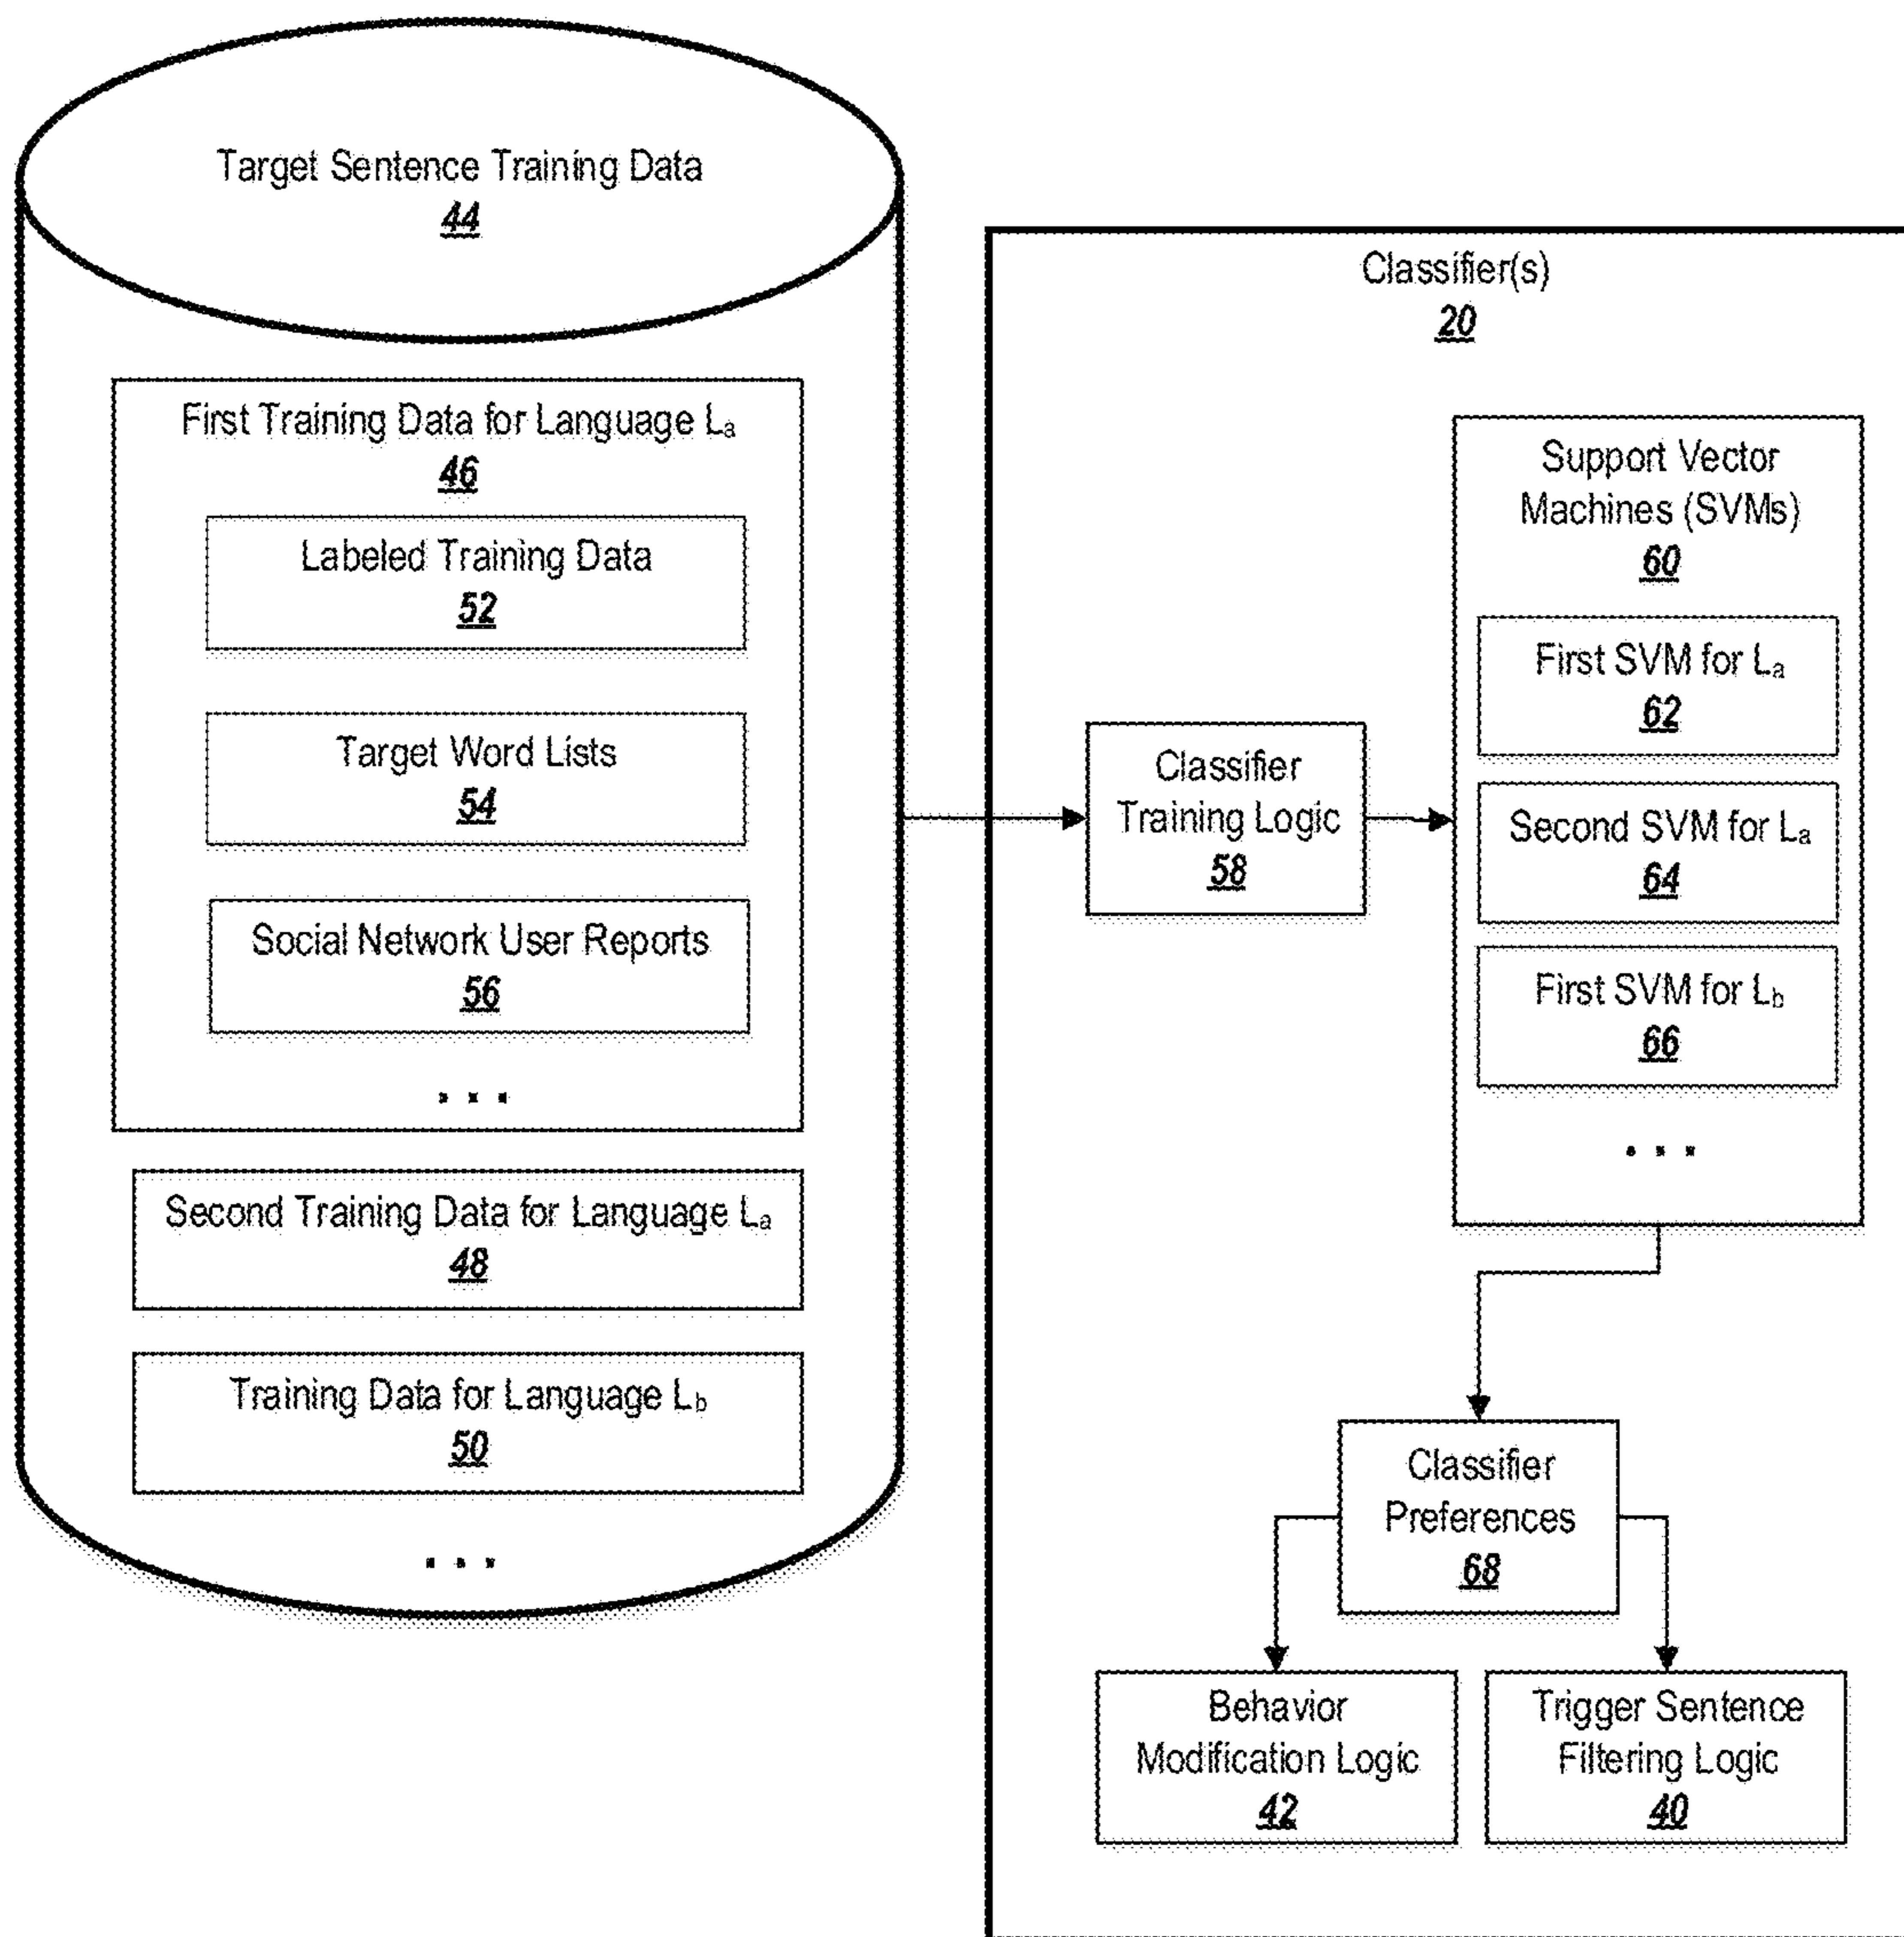 Target Sentence Training Data
44
First Training Data for Language Lₐ
46
Labeled Training Data
52
Target Word Lists
54
Social Network User Reports
56
. . .
Second Training Data for Language Lₐ
48
Training Data for Language L_b
50
. . .
Classifier(s)
20
Classifier
Training Logic
58
Support Vector
Machines (SVMs)
60
First SVM for Lₐ
62
Second SVM for Lₐ
64
First SVM for L_b
66
. . .
Classifier
Preferences
68
Behavior
Modification Logic
42
Trigger Sentence
Filtering Logic
40